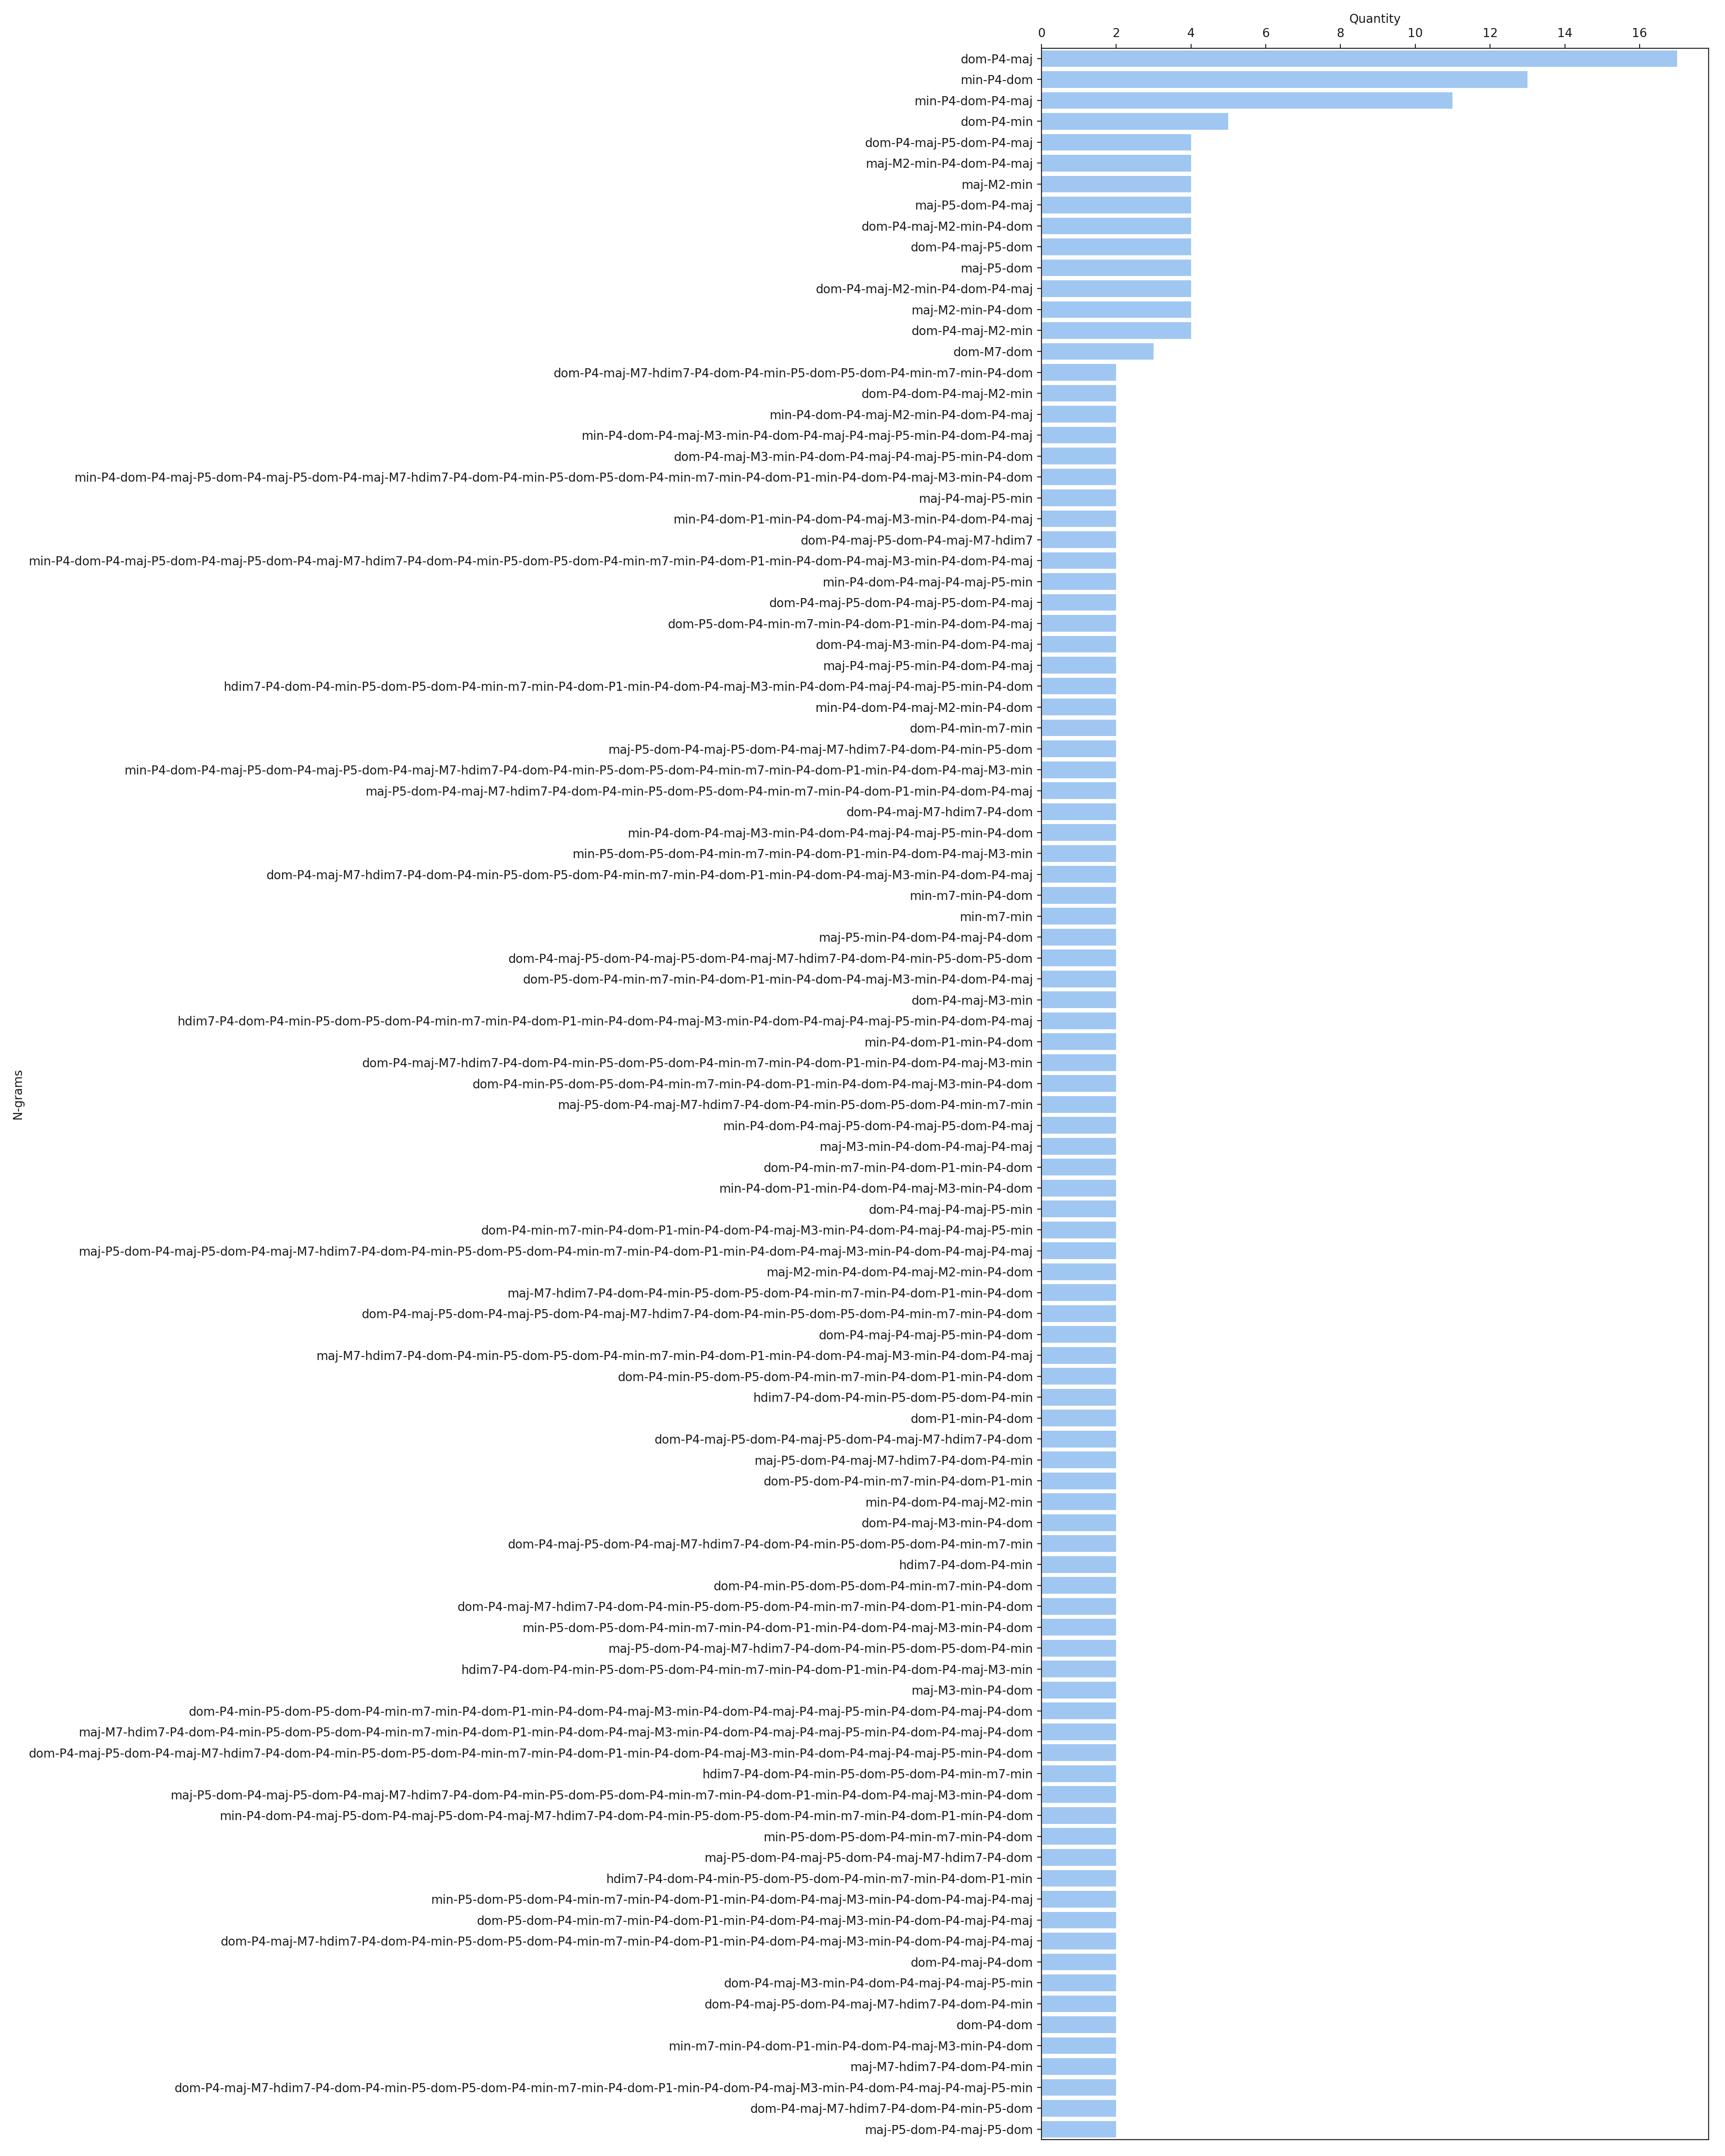 Quantity
0 2 4 6 8 10 12 14 16
dom-P4-maj
min-P4-dom
min-P4-dom-P4-maj
dom-P4-min
dom-P4-maj-P5-dom-P4-maj
maj-M2-min-P4-dom-P4-maj
maj-M2-min
maj-P5-dom-P4-maj
dom-P4-maj-M2-min-P4-dom
dom-P4-maj-P5-dom
maj-P5-dom
dom-P4-maj-M2-min-P4-dom-P4-maj
maj-M2-min-P4-dom
dom-P4-maj-M2-min
dom-M7-dom
dom-P4-maj-M7-hdim7-P4-dom-P4-min-P5-dom-P5-dom-P4-min-m7-min-P4-dom
dom-P4-dom-P4-maj-M2-min
min-P4-dom-P4-maj-M2-min-P4-dom-P4-maj
min-P4-dom-P4-maj-M3-min-P4-dom-P4-maj-P4-maj-P5-min-P4-dom-P4-maj
dom-P4-maj-M3-min-P4-dom-P4-maj-P4-maj-P5-min-P4-dom
min-P4-dom-P4-maj-P5-dom-P4-maj-P5-dom-P4-maj-M7-hdim7-P4-dom-P4-min-P5-dom-P5-dom-P4-min-m7-min-P4-dom-P1-min-P4-dom-P4-maj-M3-min-P4-dom
maj-P4-maj-P5-min
min-P4-dom-P1-min-P4-dom-P4-maj-M3-min-P4-dom-P4-maj
dom-P4-maj-P5-dom-P4-maj-M7-hdim7
min-P4-dom-P4-maj-P5-dom-P4-maj-P5-dom-P4-maj-M7-hdim7-P4-dom-P4-min-P5-dom-P5-dom-P4-min-m7-min-P4-dom-P1-min-P4-dom-P4-maj-M3-min-P4-dom-P4-maj
min-P4-dom-P4-maj-P4-maj-P5-min
dom-P4-maj-P5-dom-P4-maj-P5-dom-P4-maj
dom-P5-dom-P4-min-m7-min-P4-dom-P1-min-P4-dom-P4-maj
dom-P4-maj-M3-min-P4-dom-P4-maj
maj-P4-maj-P5-min-P4-dom-P4-maj
hdim7-P4-dom-P4-min-P5-dom-P5-dom-P4-min-m7-min-P4-dom-P1-min-P4-dom-P4-maj-M3-min-P4-dom-P4-maj-P4-maj-P5-min-P4-dom
min-P4-dom-P4-maj-M2-min-P4-dom
dom-P4-min-m7-min
maj-P5-dom-P4-maj-P5-dom-P4-maj-M7-hdim7-P4-dom-P4-min-P5-dom
min-P4-dom-P4-maj-P5-dom-P4-maj-P5-dom-P4-maj-M7-hdim7-P4-dom-P4-min-P5-dom-P5-dom-P4-min-m7-min-P4-dom-P1-min-P4-dom-P4-maj-M3-min
maj-P5-dom-P4-maj-M7-hdim7-P4-dom-P4-min-P5-dom-P5-dom-P4-min-m7-min-P4-dom-P1-min-P4-dom-P4-maj
dom-P4-maj-M7-hdim7-P4-dom
min-P4-dom-P4-maj-M3-min-P4-dom-P4-maj-P4-maj-P5-min-P4-dom
min-P5-dom-P5-dom-P4-min-m7-min-P4-dom-P1-min-P4-dom-P4-maj-M3-min
dom-P4-maj-M7-hdim7-P4-dom-P4-min-P5-dom-P5-dom-P4-min-m7-min-P4-dom-P1-min-P4-dom-P4-maj-M3-min-P4-dom-P4-maj
min-m7-min-P4-dom
min-m7-min
maj-P5-min-P4-dom-P4-maj-P4-dom
dom-P4-maj-P5-dom-P4-maj-P5-dom-P4-maj-M7-hdim7-P4-dom-P4-min-P5-dom-P5-dom
dom-P5-dom-P4-min-m7-min-P4-dom-P1-min-P4-dom-P4-maj-M3-min-P4-dom-P4-maj
dom-P4-maj-M3-min
hdim7-P4-dom-P4-min-P5-dom-P5-dom-P4-min-m7-min-P4-dom-P1-min-P4-dom-P4-maj-M3-min-P4-dom-P4-maj-P4-maj-P5-min-P4-dom-P4-maj
min-P4-dom-P1-min-P4-dom
dom-P4-maj-M7-hdim7-P4-dom-P4-min-P5-dom-P5-dom-P4-min-m7-min-P4-dom-P1-min-P4-dom-P4-maj-M3-min
dom-P4-min-P5-dom-P5-dom-P4-min-m7-min-P4-dom-P1-min-P4-dom-P4-maj-M3-min-P4-dom
maj-P5-dom-P4-maj-M7-hdim7-P4-dom-P4-min-P5-dom-P5-dom-P4-min-m7-min
min-P4-dom-P4-maj-P5-dom-P4-maj-P5-dom-P4-maj
maj-M3-min-P4-dom-P4-maj-P4-maj
dom-P4-min-m7-min-P4-dom-P1-min-P4-dom
min-P4-dom-P1-min-P4-dom-P4-maj-M3-min-P4-dom
dom-P4-maj-P4-maj-P5-min
dom-P4-min-m7-min-P4-dom-P1-min-P4-dom-P4-maj-M3-min-P4-dom-P4-maj-P4-maj-P5-min
maj-P5-dom-P4-maj-P5-dom-P4-maj-M7-hdim7-P4-dom-P4-min-P5-dom-P5-dom-P4-min-m7-min-P4-dom-P1-min-P4-dom-P4-maj-M3-min-P4-dom-P4-maj-P4-maj
maj-M2-min-P4-dom-P4-maj-M2-min-P4-dom
maj-M7-hdim7-P4-dom-P4-min-P5-dom-P5-dom-P4-min-m7-min-P4-dom-P1-min-P4-dom
dom-P4-maj-P5-dom-P4-maj-P5-dom-P4-maj-M7-hdim7-P4-dom-P4-min-P5-dom-P5-dom-P4-min-m7-min-P4-dom
dom-P4-maj-P4-maj-P5-min-P4-dom
maj-M7-hdim7-P4-dom-P4-min-P5-dom-P5-dom-P4-min-m7-min-P4-dom-P1-min-P4-dom-P4-maj-M3-min-P4-dom-P4-maj
dom-P4-min-P5-dom-P5-dom-P4-min-m7-min-P4-dom-P1-min-P4-dom
hdim7-P4-dom-P4-min-P5-dom-P5-dom-P4-min
dom-P1-min-P4-dom
dom-P4-maj-P5-dom-P4-maj-P5-dom-P4-maj-M7-hdim7-P4-dom
maj-P5-dom-P4-maj-M7-hdim7-P4-dom-P4-min
dom-P5-dom-P4-min-m7-min-P4-dom-P1-min
min-P4-dom-P4-maj-M2-min
dom-P4-maj-M3-min-P4-dom
dom-P4-maj-P5-dom-P4-maj-M7-hdim7-P4-dom-P4-min-P5-dom-P5-dom-P4-min-m7-min
hdim7-P4-dom-P4-min
dom-P4-min-P5-dom-P5-dom-P4-min-m7-min-P4-dom
dom-P4-maj-M7-hdim7-P4-dom-P4-min-P5-dom-P5-dom-P4-min-m7-min-P4-dom-P1-min-P4-dom
min-P5-dom-P5-dom-P4-min-m7-min-P4-dom-P1-min-P4-dom-P4-maj-M3-min-P4-dom
maj-P5-dom-P4-maj-M7-hdim7-P4-dom-P4-min-P5-dom-P5-dom-P4-min
hdim7-P4-dom-P4-min-P5-dom-P5-dom-P4-min-m7-min-P4-dom-P1-min-P4-dom-P4-maj-M3-min
maj-M3-min-P4-dom
dom-P4-min-P5-dom-P5-dom-P4-min-m7-min-P4-dom-P1-min-P4-dom-P4-maj-M3-min-P4-dom-P4-maj-P4-maj-P5-min-P4-dom-P4-maj-P4-dom
maj-M7-hdim7-P4-dom-P4-min-P5-dom-P5-dom-P4-min-m7-min-P4-dom-P1-min-P4-dom-P4-maj-M3-min-P4-dom-P4-maj-P4-maj-P5-min-P4-dom-P4-maj-P4-dom
dom-P4-maj-P5-dom-P4-maj-M7-hdim7-P4-dom-P4-min-P5-dom-P5-dom-P4-min-m7-min-P4-dom-P1-min-P4-dom-P4-maj-M3-min-P4-dom-P4-maj-P4-maj-P5-min-P4-dom
hdim7-P4-dom-P4-min-P5-dom-P5-dom-P4-min-m7-min
maj-P5-dom-P4-maj-P5-dom-P4-maj-M7-hdim7-P4-dom-P4-min-P5-dom-P5-dom-P4-min-m7-min-P4-dom-P1-min-P4-dom-P4-maj-M3-min-P4-dom
min-P4-dom-P4-maj-P5-dom-P4-maj-P5-dom-P4-maj-M7-hdim7-P4-dom-P4-min-P5-dom-P5-dom-P4-min-m7-min-P4-dom-P1-min-P4-dom
min-P5-dom-P5-dom-P4-min-m7-min-P4-dom
maj-P5-dom-P4-maj-P5-dom-P4-maj-M7-hdim7-P4-dom
hdim7-P4-dom-P4-min-P5-dom-P5-dom-P4-min-m7-min-P4-dom-P1-min
min-P5-dom-P5-dom-P4-min-m7-min-P4-dom-P1-min-P4-dom-P4-maj-M3-min-P4-dom-P4-maj-P4-maj
dom-P5-dom-P4-min-m7-min-P4-dom-P1-min-P4-dom-P4-maj-M3-min-P4-dom-P4-maj-P4-maj
dom-P4-maj-M7-hdim7-P4-dom-P4-min-P5-dom-P5-dom-P4-min-m7-min-P4-dom-P1-min-P4-dom-P4-maj-M3-min-P4-dom-P4-maj-P4-maj
dom-P4-maj-P4-dom
dom-P4-maj-M3-min-P4-dom-P4-maj-P4-maj-P5-min
dom-P4-maj-P5-dom-P4-maj-M7-hdim7-P4-dom-P4-min
dom-P4-dom
min-m7-min-P4-dom-P1-min-P4-dom-P4-maj-M3-min-P4-dom
maj-M7-hdim7-P4-dom-P4-min
dom-P4-maj-M7-hdim7-P4-dom-P4-min-P5-dom-P5-dom-P4-min-m7-min-P4-dom-P1-min-P4-dom-P4-maj-M3-min-P4-dom-P4-maj-P4-maj-P5-min
dom-P4-maj-M7-hdim7-P4-dom-P4-min-P5-dom
maj-P5-dom-P4-maj-P5-dom
N-grams